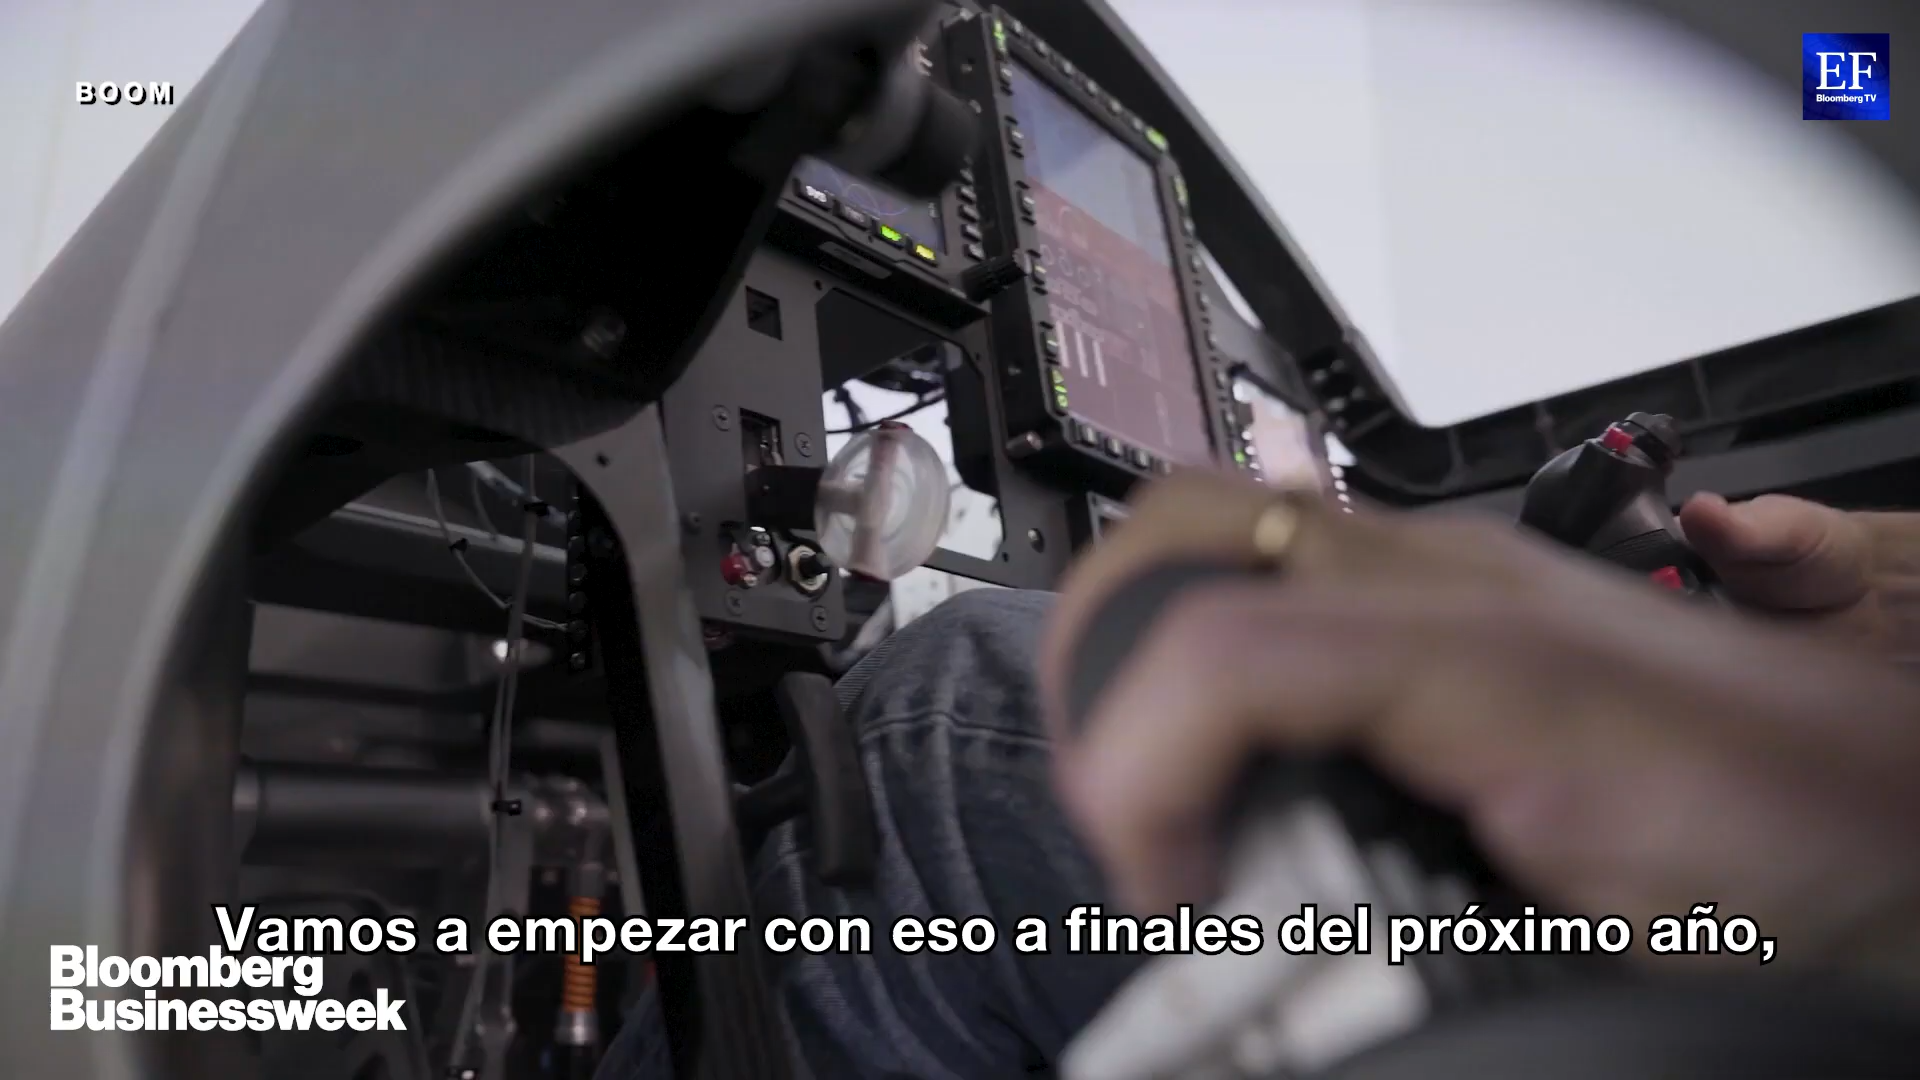 BOOM
EF
Bloomberg TV
Vamos a empezar con eso a finales del próximo año,
Bloomberg
Businessweek